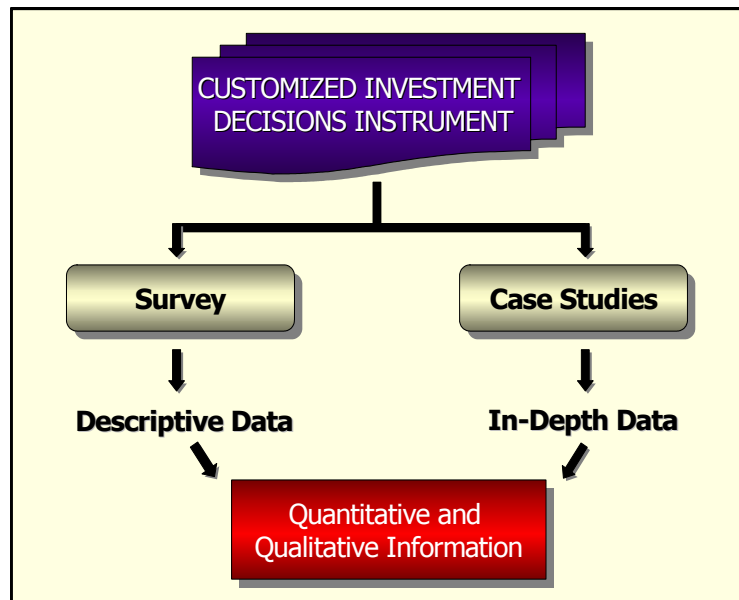 CUSTOMIZED INVESTMENT
DECISIONS INSTRUMENT
Survey
Case Studies
Descriptive Data
In-Depth Data
Quantitative and
Qualitative Information